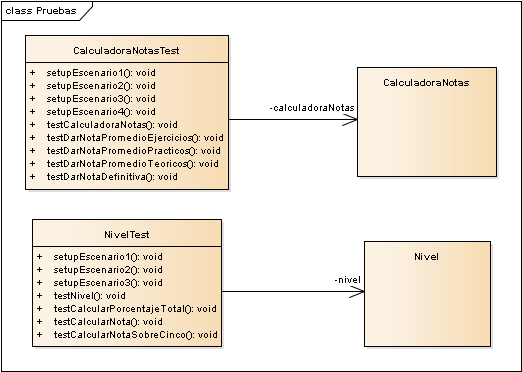 class Pruebas
CalculadoraNotasTest
+ setupEscenario1(): void
+ setupEscenario2(): void
+ setupEscenario3(): void
+ setupEscenario4(): void
+ testCalculadoraNotas(): void
+ testDarNotaPromedioEjercicios(): void
+ testDarNotaPromedioPracticos(): void
+ testDarNotaPromedioTeoricos(): void
+ testDarNotaDefinitiva(): void
-calculadoraNotas
CalculadoraNotas
NivelTest
+ setupEscenario1(): void
+ setupEscenario2(): void
+ setupEscenario3(): void
+ testNivel(): void
+ testCalcularPorcentajeTotal(): void
+ testCalcularNota(): void
+ testCalcularNotaSobreCinco(): void
-nivel
Nivel